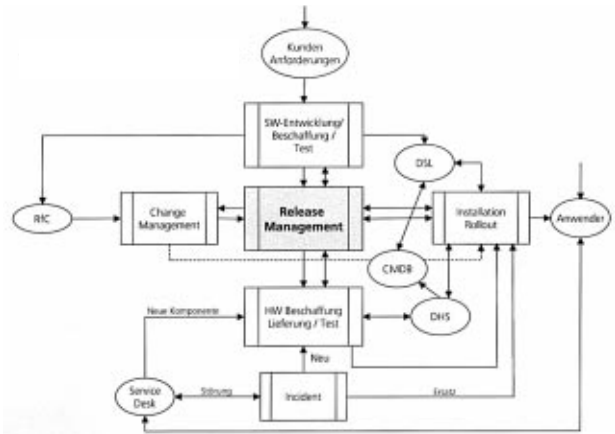 Kunden
Anforderungen
SW-Entwicklung/
Beschaffung /
Test
DSL
RfC
Change
Management
Release
Management
Installation
Rollout
Anwender
CMDB
Neue Komponente
HW Beschaffung
Lieferung / Test
DHS
Neu
Service
Desk
Störung
Incident
Ersatz